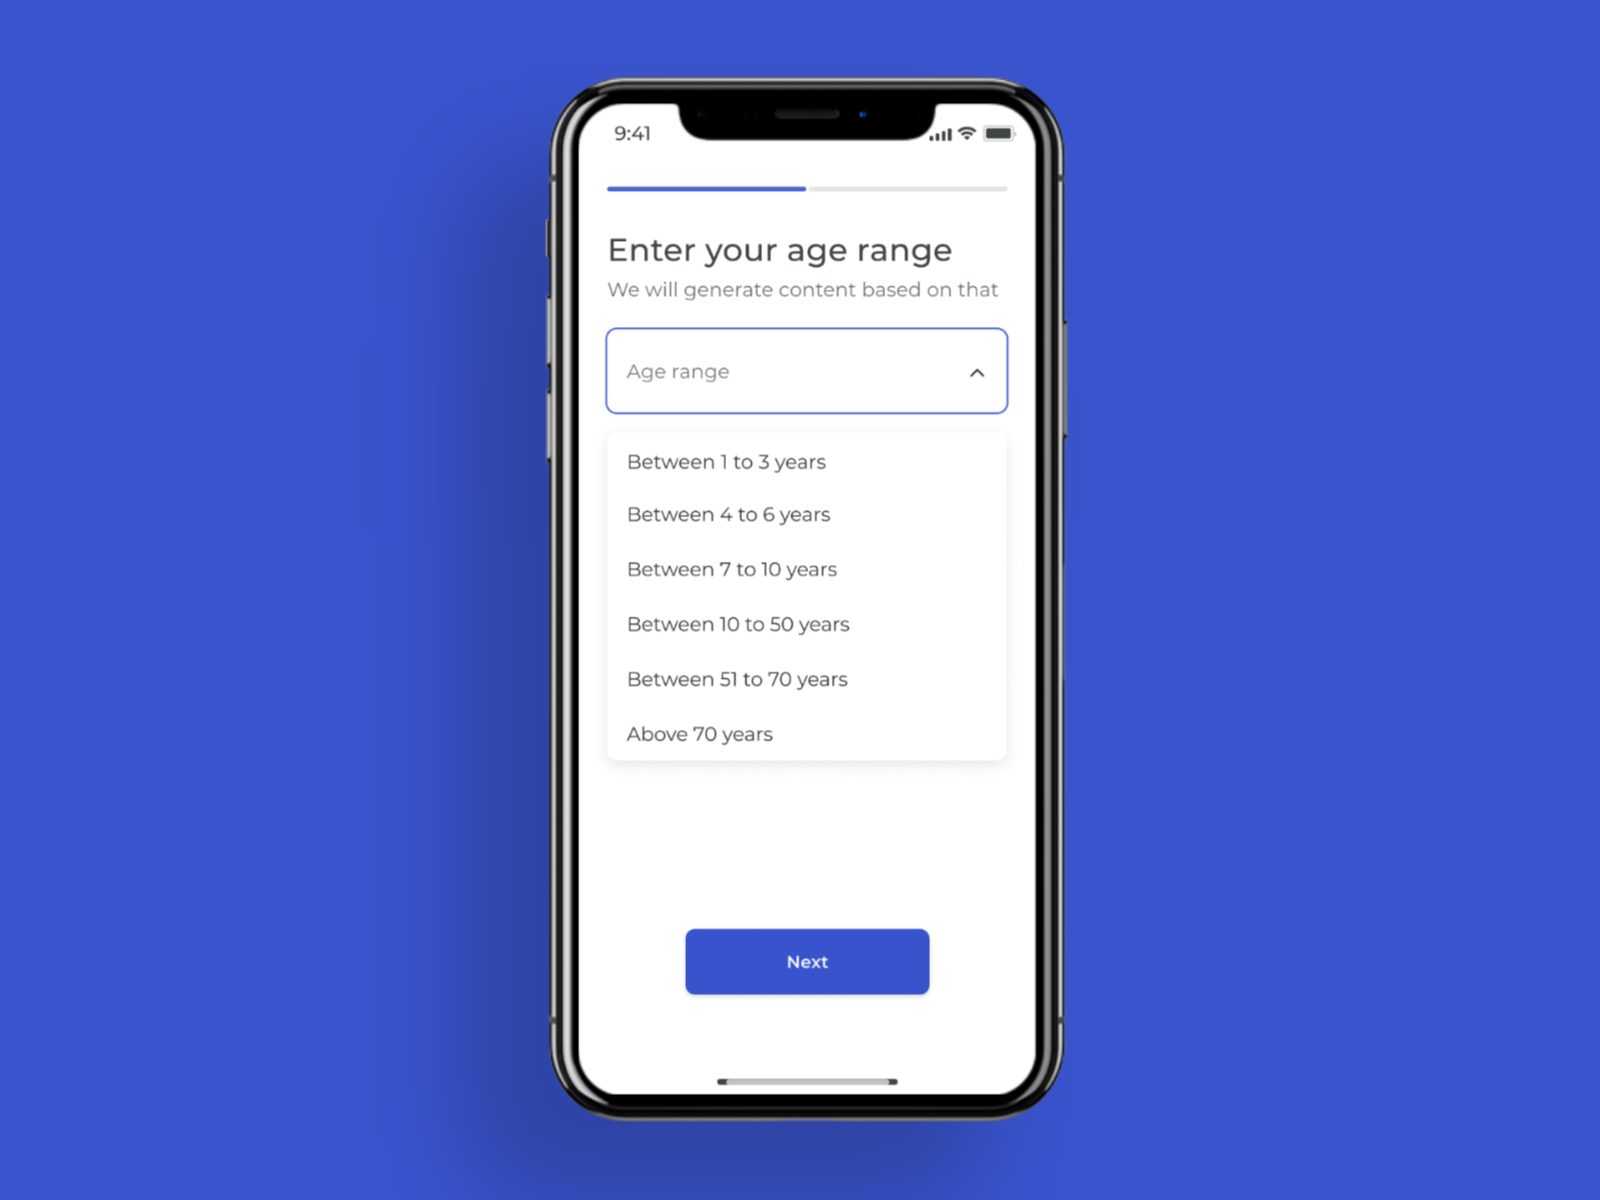 9:41
Enter your age range
We will generate content based on that
Age range
Between 1 to 3 years
Between 4 to 6 years
Between 7 to 10 years
Between 10 to 50 years
Between 51 to 70 years
Above 70 years
Next